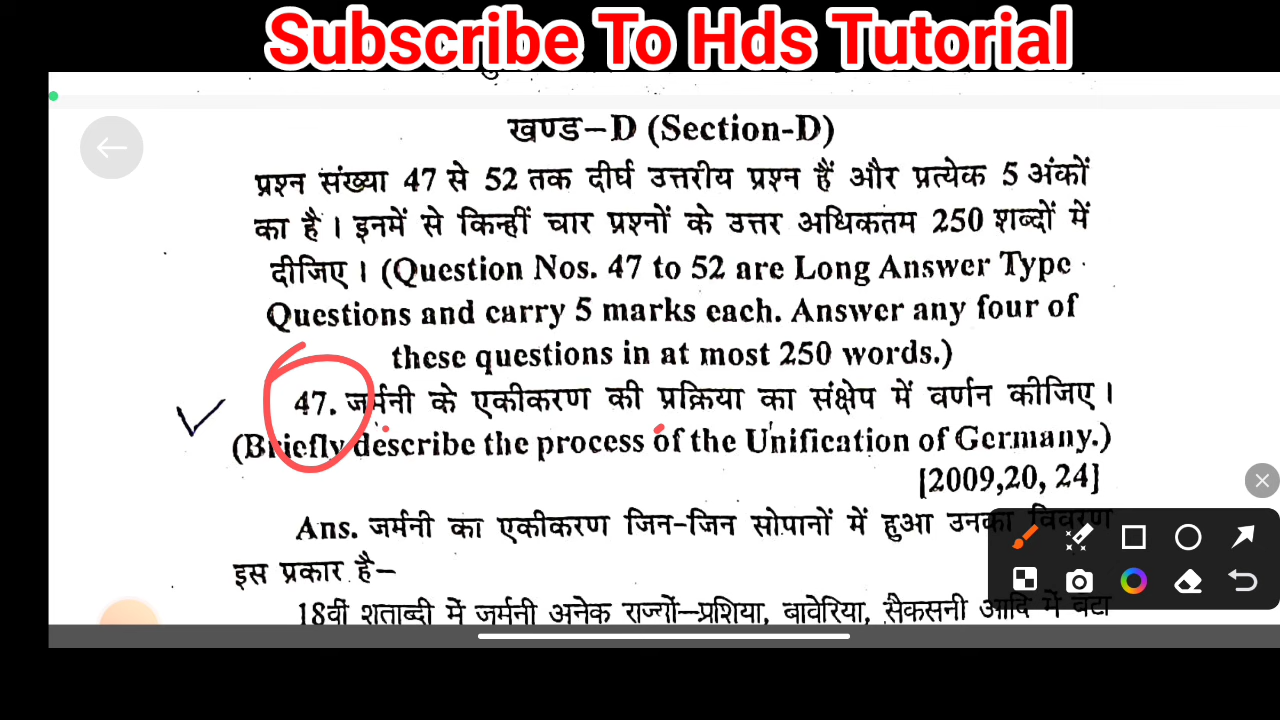 Subscribe To Hds Tutorial
खण्ड–D (Section-D)
प्रश्न संख्या 47 से 52 तक दीर्घ उत्तरीय प्रश्न हैं और प्रत्येक 5 अंकों
का है। इनमें से किन्हीं चार प्रश्नों के उत्तर अधिकतम 250 शब्दों में
दीजिए। (Question Nos. 47 to 52 are Long Answer Type
Questions and carry 5 marks each. Answer any four of
these questions in at most 250 words.)
47. जर्मनी के एकीकरण की प्रक्रिया का संक्षेप में वर्णन कीजिए।
(Briefly describe the process of the Unification of Germany.)
[2009,20, 24]
Ans. जर्मनी का एकीकरण जिन-जिन सोपानों में हुआ उनका विवरण
इस प्रकार है–
18वीं शताब्दी में जर्मनी अनेक राज्यों–प्रशिया, बावेरिया, सैकसनी आदि में बंटा